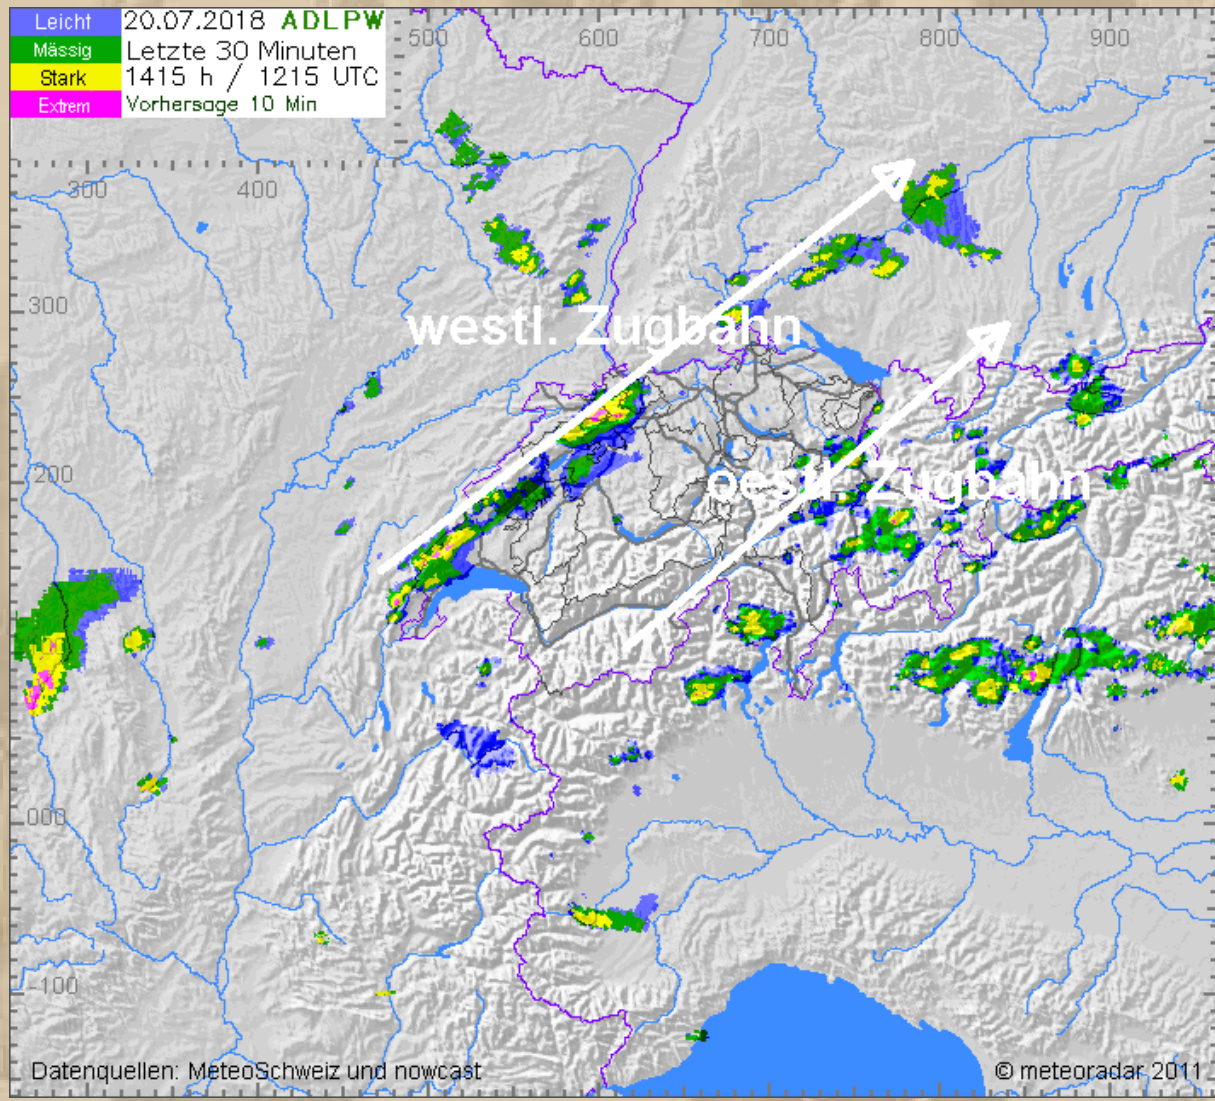 Leicht 20.07.2018 ADLPW
Mässig Letzte 30 Minuten
Stark 1415 h / 1215 UTC
Extrem Vorhersage 10 Min
500 600 700 800 900
300 400
300
westl. Zugbahn
200
oestl. Zugbahn
000
-100
Datenquellen: MeteoSchweiz und nowcast © meteoradar 2011